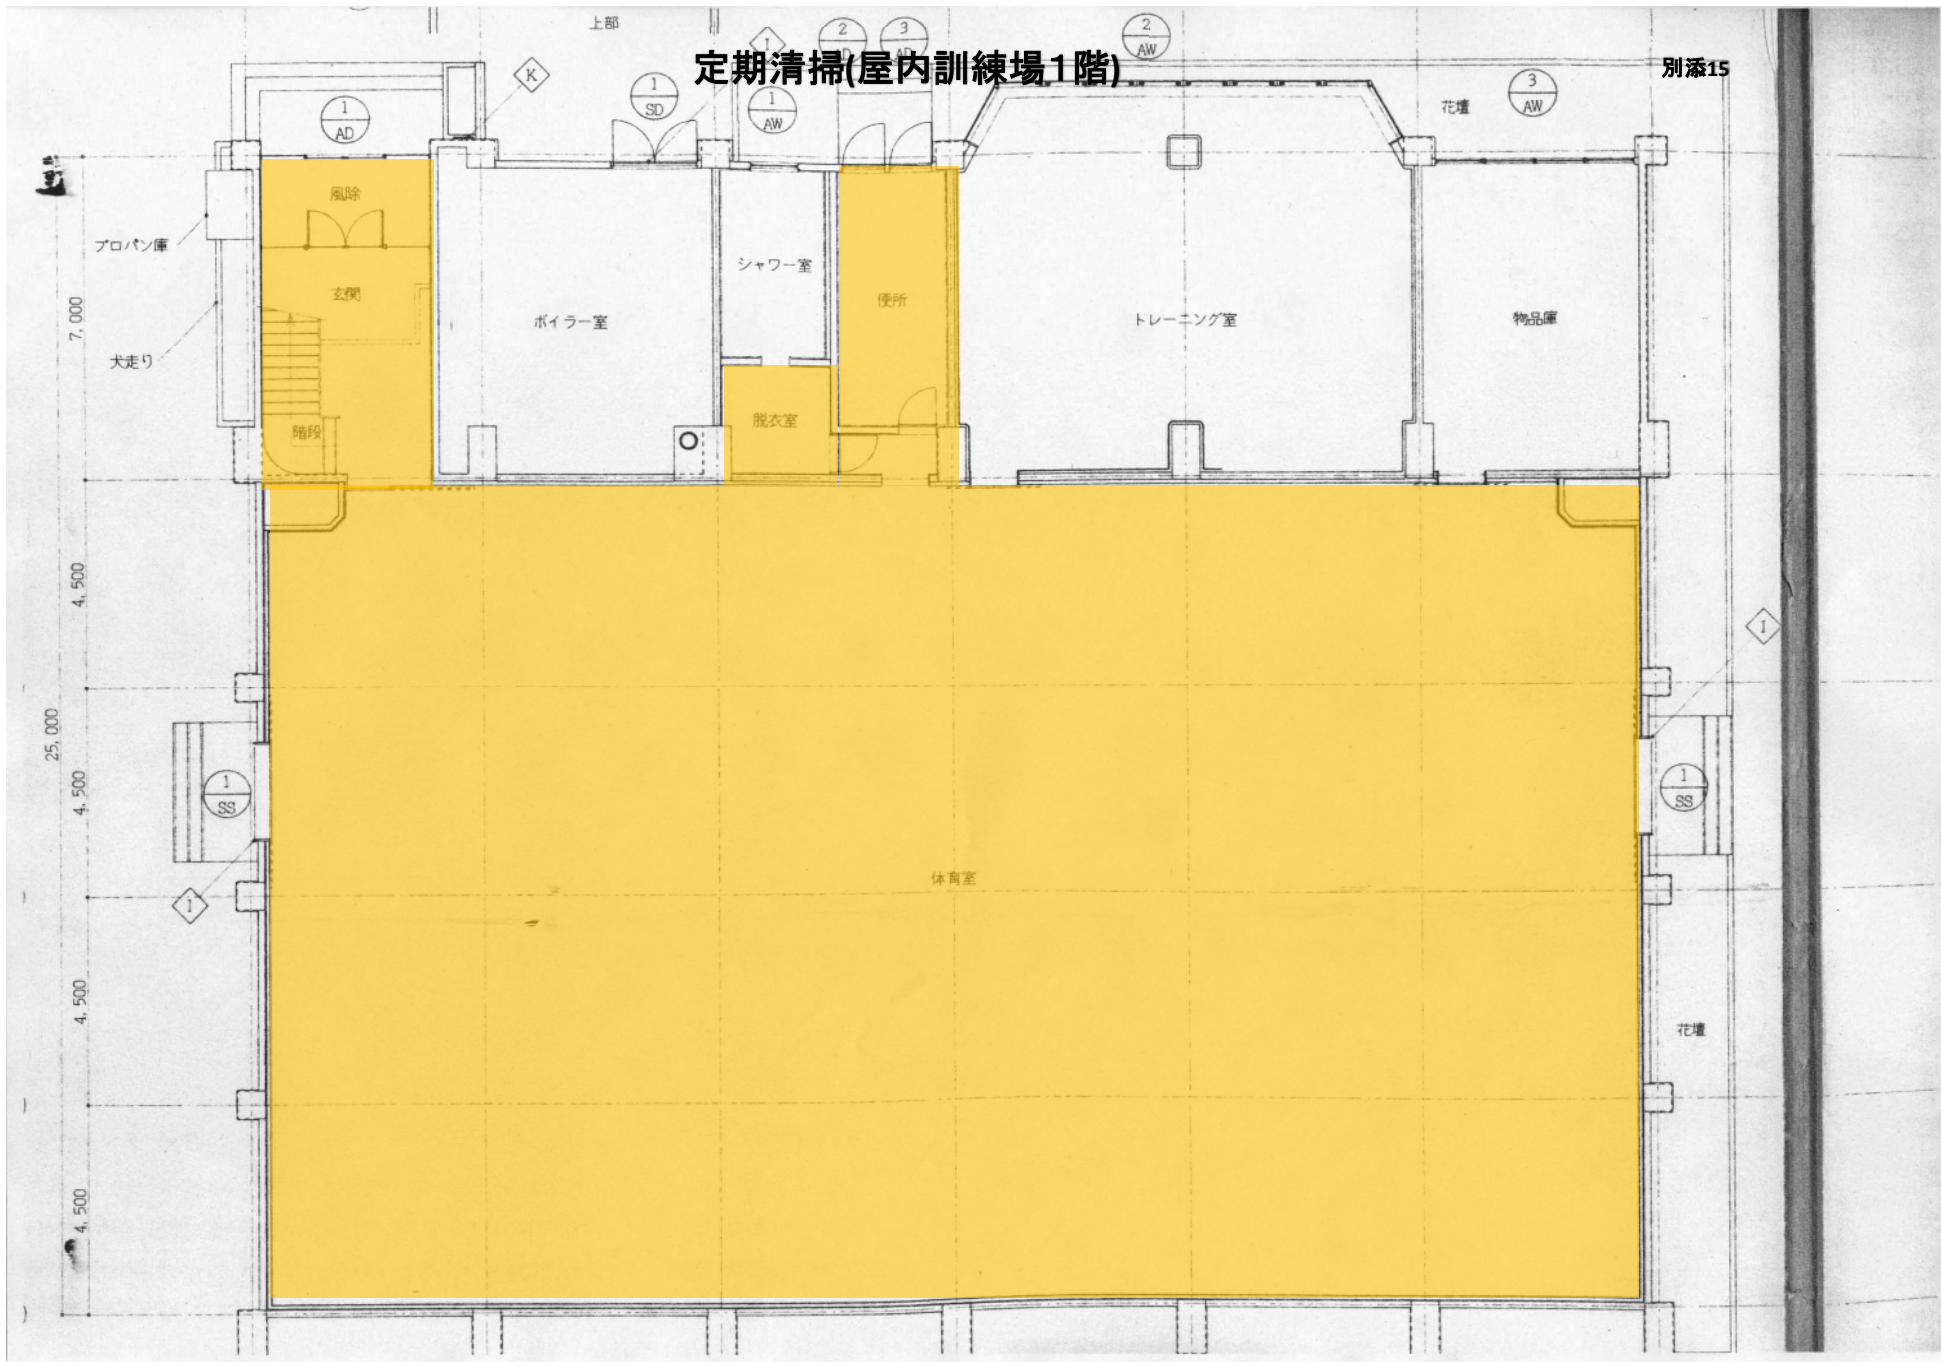 上部
2
AD
3
AD
2
AW
I
定期清掃(屋内訓練場1階)
別添15
K
1
SD
1
AW
3
AW
花壇
1
AD
風除
プロパン庫
シャワー室
玄関
便所
7,000
ボイラー室
トレーニング室
物品庫
犬走り
脱衣室
階段
4,500
I
25,000
4,500
1
SS
1
SS
体育室
I
4,500
花壇
4,500